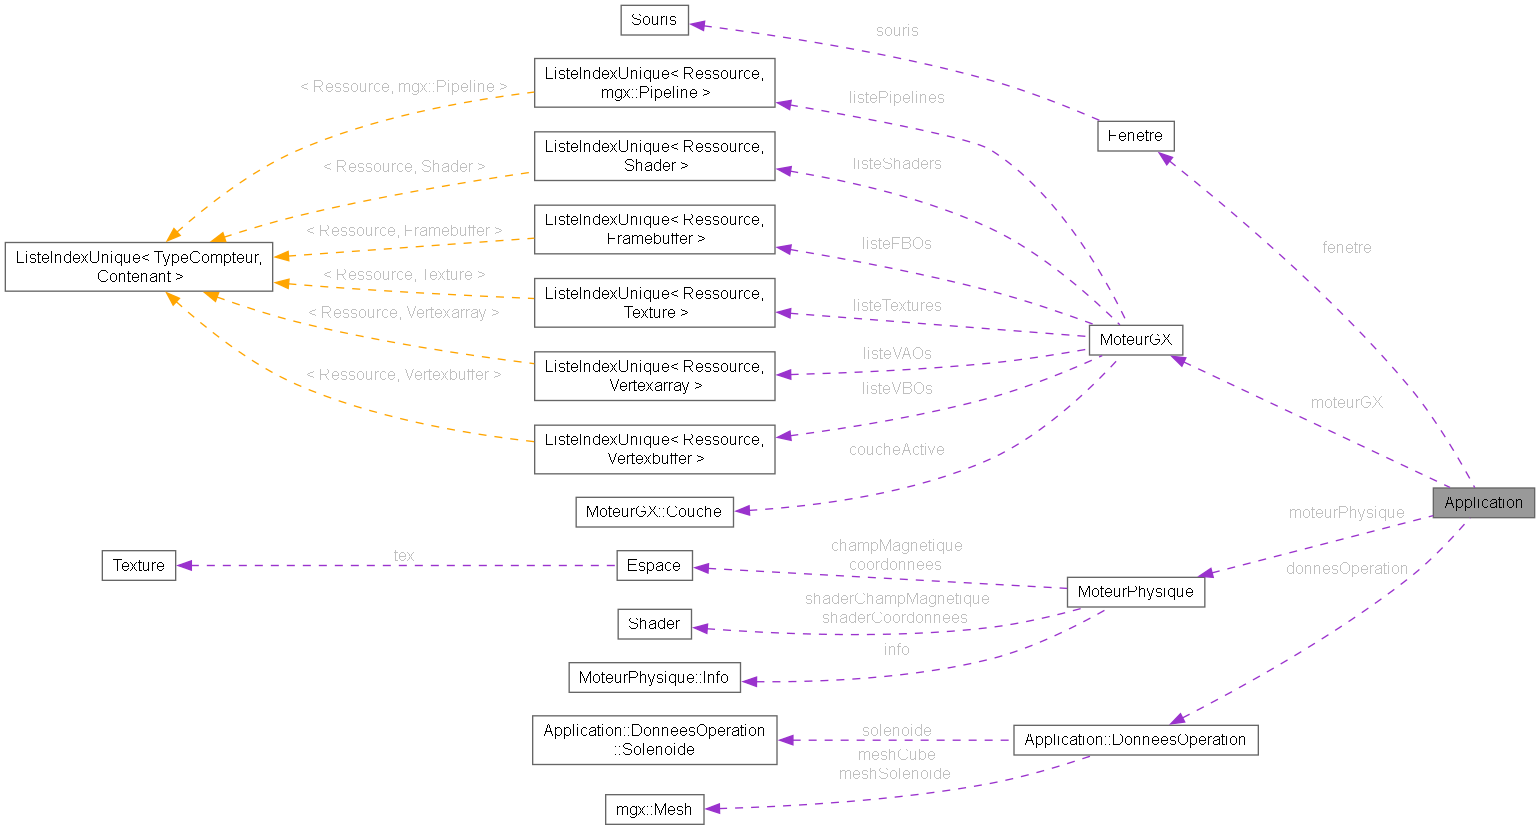 Souris
souris
ListeIndexUnique< Ressource,
mgx::Pipeline >
< Ressource, mgx::Pipeline >
listePipelines
Fenetre
ListeIndexUnique< Ressource,
Shader >
< Ressource, Shader >
listeShaders
ListeIndexUnique< Ressource,
Framebuffer >
< Ressource, Framebuffer >
listeFBOs
fenetre
ListeIndexUnique< TypeCompteur,
Contenant >
< Ressource, Texture >
ListeIndexUnique< Ressource,
Texture >
listeTextures
< Ressource, Vertexarray >
MoteurGX
ListeIndexUnique< Ressource,
Vertexarray >
listeVAOs
< Ressource, Vertexbuffer >
listeVBOs
moteurGX
ListeIndexUnique< Ressource,
Vertexbuffer >
coucheActive
MoteurGX::Couche
Application
moteurPhysique
Texture
tex
Espace
champMagnetique
coordonnees
donnesOperation
MoteurPhysique
Shader
shaderChampMagnetique
shaderCoordonnees
info
MoteurPhysique::Info
Application::DonneesOperation
::Solenoide
solenoide
Application::DonneesOperation
meshCube
meshSolenoide
mgx::Mesh